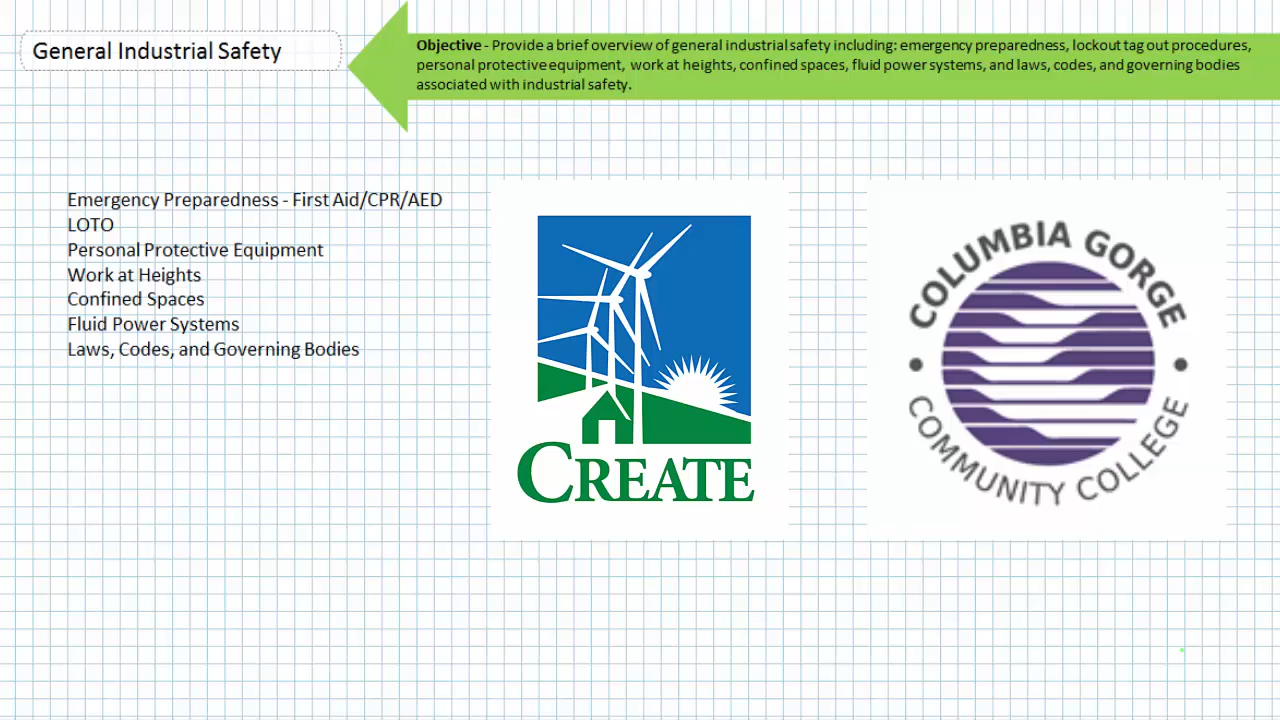 General Industrial Safety
Objective - Provide a brief overview of general industrial safety including: emergency preparedness, lockout tag out procedures,
personal protective equipment, work at heights, confined spaces, fluid power systems, and laws, codes, and governing bodies
associated with industrial safety.
Emergency Preparedness - First Aid/CPR/AED
LOTO
Personal Protective Equipment
Work at Heights
Confined Spaces
Fluid Power Systems
Laws, Codes, and Governing Bodies
CREATE
COLUMBIA GORGE
COMMUNITY COLLEGE